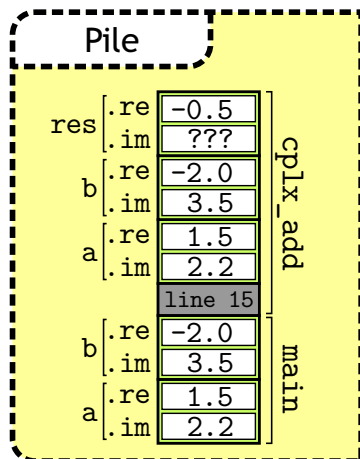 Pile
res .re -0.5
.im ???
b .re -2.0
.im 3.5
a .re 1.5
.im 2.2
line 15
cplx_add
b .re -2.0
.im 3.5
a .re 1.5
.im 2.2
main